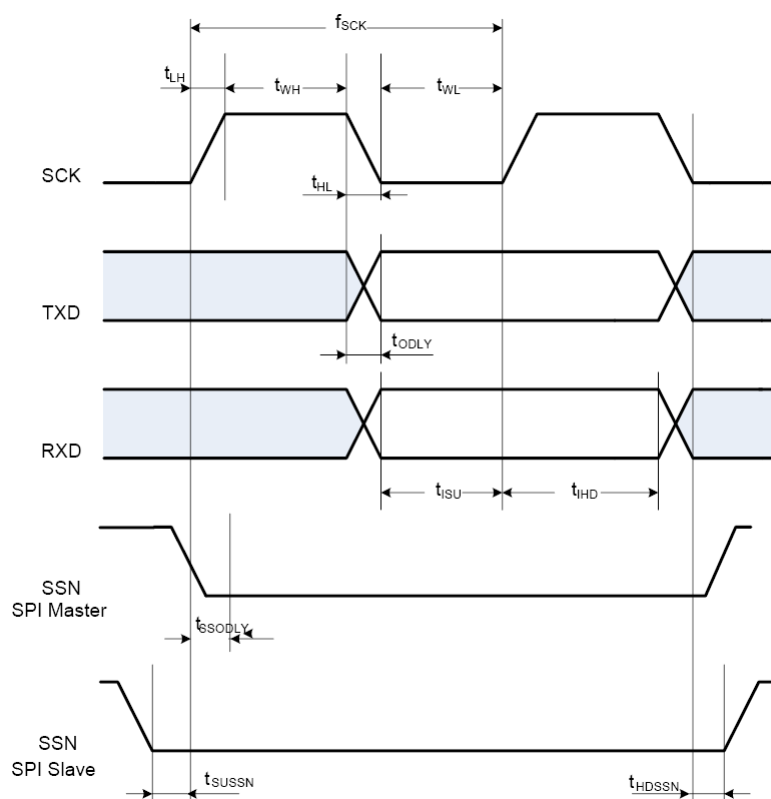 fSCK
tLH
tWH
tWL
SCK
tHL
TXD
tODLY
RXD
tISU
tIHD
SSN
SPI Master
tSSODLY
SSN
SPI Slave
tSUSSN
tHDSSN